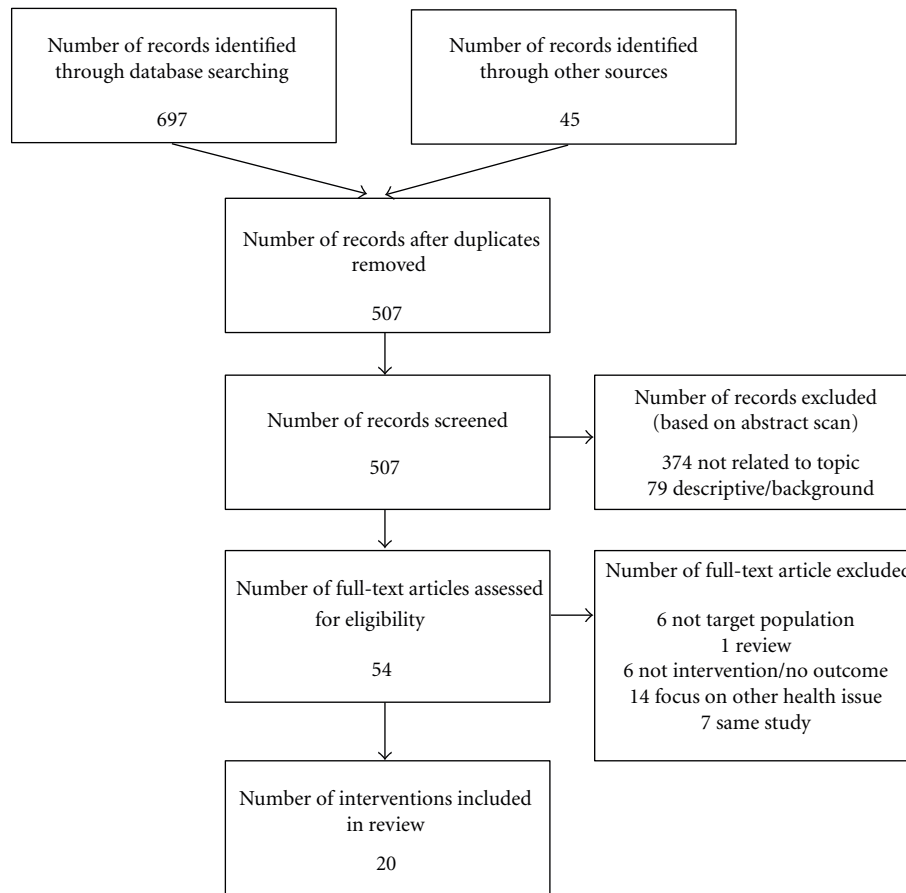 Number of records identified
through database searching
697
Number of records identified
through other sources
45
Number of records after duplicates
removed
507
Number of records screened
507
Number of records excluded
(based on abstract scan)
374 not related to topic
79 descriptive/background
Number of full-text articles assessed
for eligibility
54
Number of full-text article excluded
6 not target population
1 review
6 not intervention/no outcome
14 focus on other health issue
7 same study
Number of interventions included
in review
20